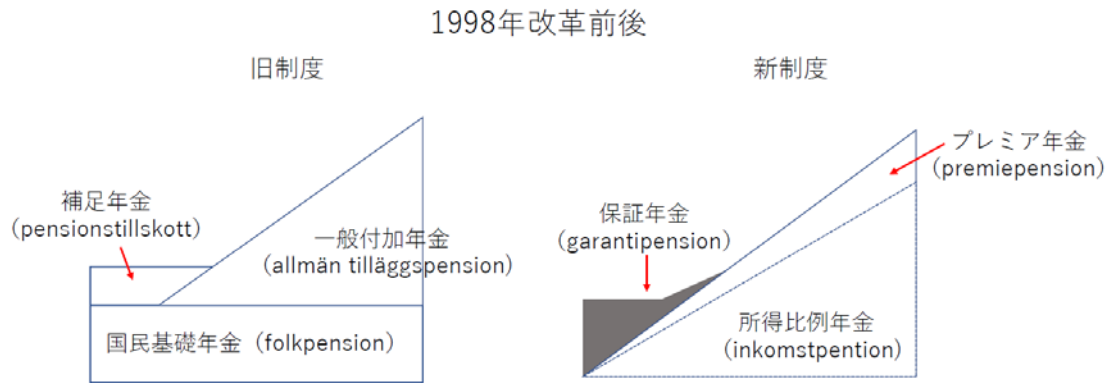 1998年改革前後
旧制度
補足年金
(pensionstillskott)
一般付加年金
(allmän tilläggspension)
国民基礎年金（folkpension）
新制度
プレミア年金
(premiepension)
保証年金
(garantipension)
所得比例年金
(inkomstpention)